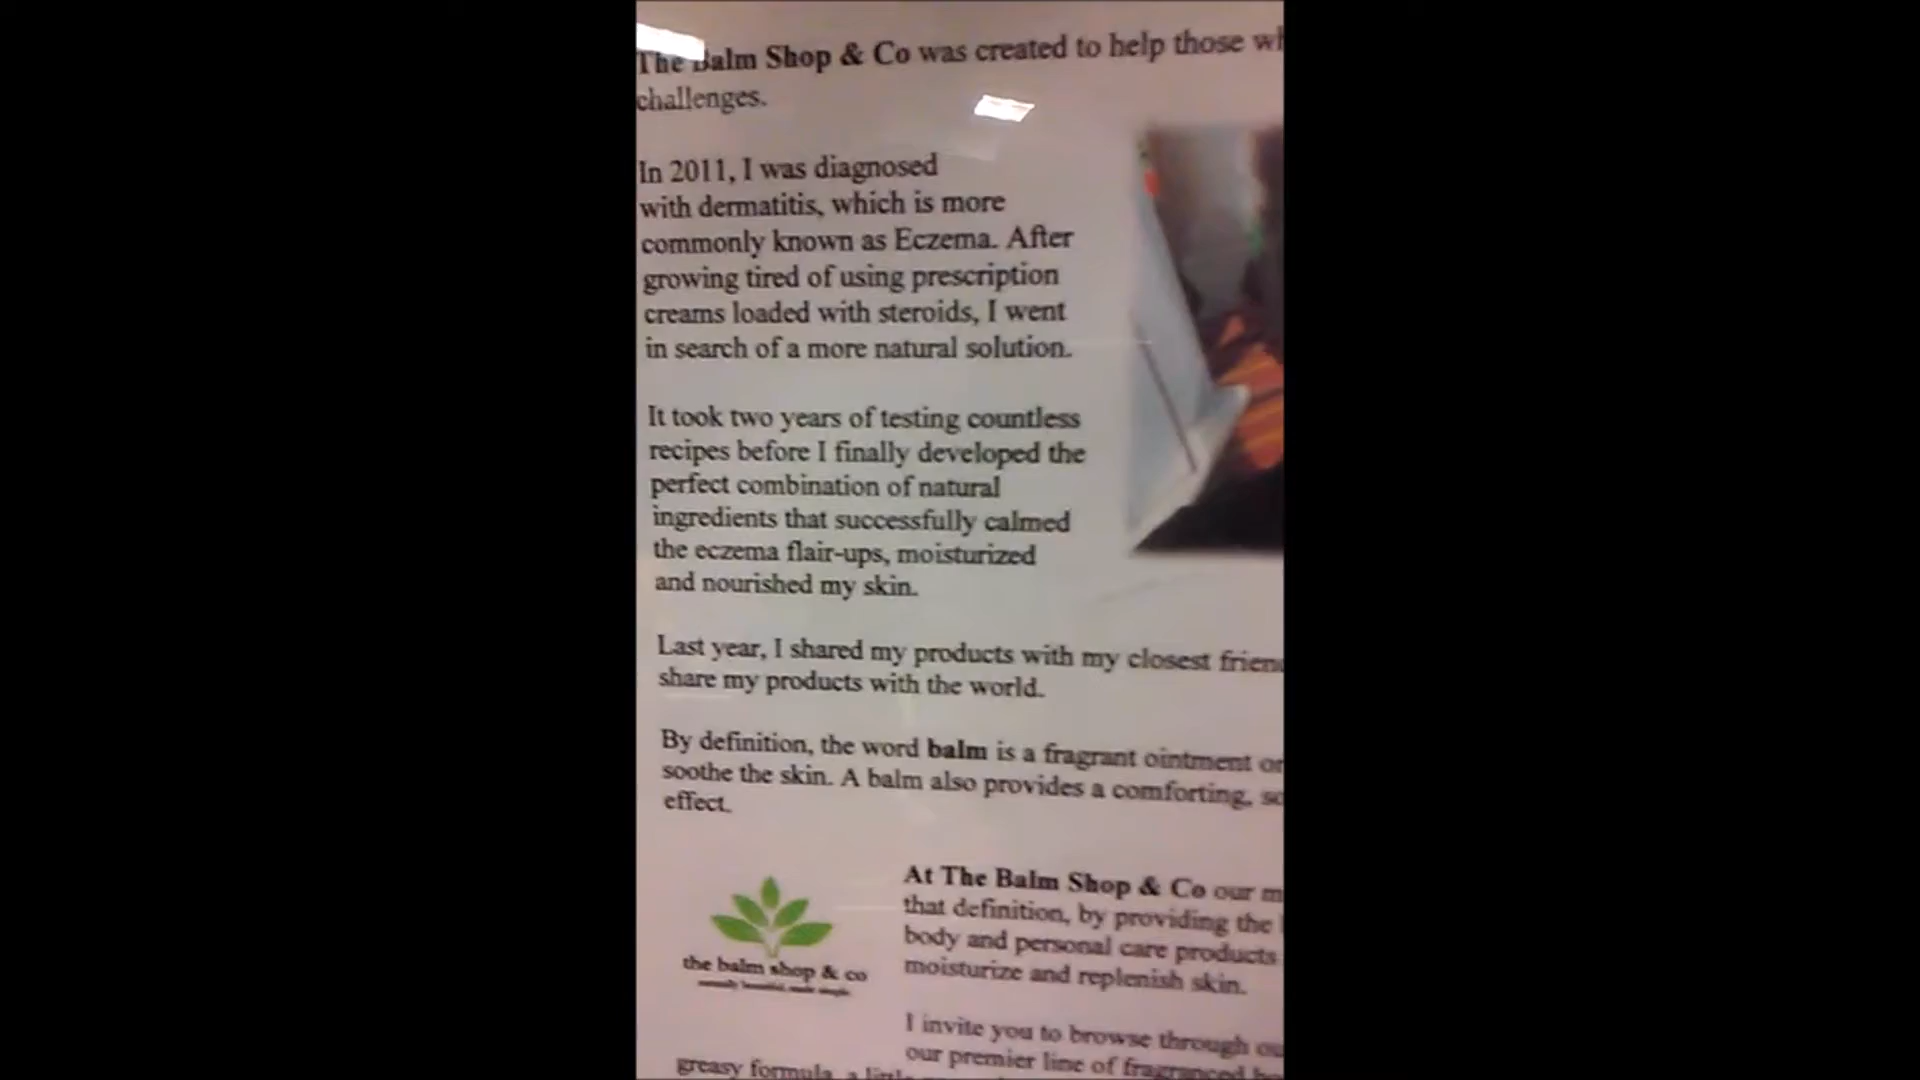 The Balm Shop & Co was created to help those
challenges.
In 2011, I was diagnosed
with dermatitis, which is more
commonly known as Eczema. After
growing tired of using prescription
creams loaded with steroids, I went
in search of a more natural solution.
It took two years of testing countless
recipes before I finally developed the
perfect combination of natural
ingredients that successfully calmed
the eczema flair-ups, moisturized
and nourished my skin.
Last year, I shared my products with my closest
share my products with the world.
By definition, the word balm is a fragrant ointment or
soothe the skin. A balm also provides a comforting,
effect.
At The Balm Shop & Co our
that definition, by providing the
body and personal care products
moisturize and replenish skin.
the balm shop & co
naturally beautiful, made simple.
I invite you to browse through
our premier line of fragranced
greasy formula, a little